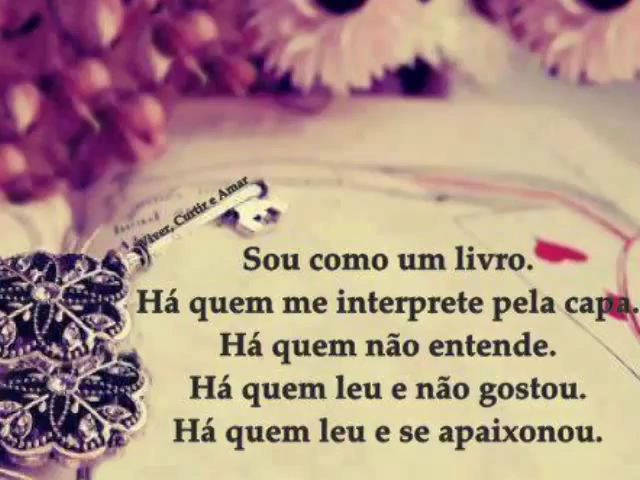 Viver, Curtir e Amar
Sou como um livro.
Há quem me interprete pela capa.
Há quem não entende.
Há quem leu e não gostou.
Há quem leu e se apaixonou.